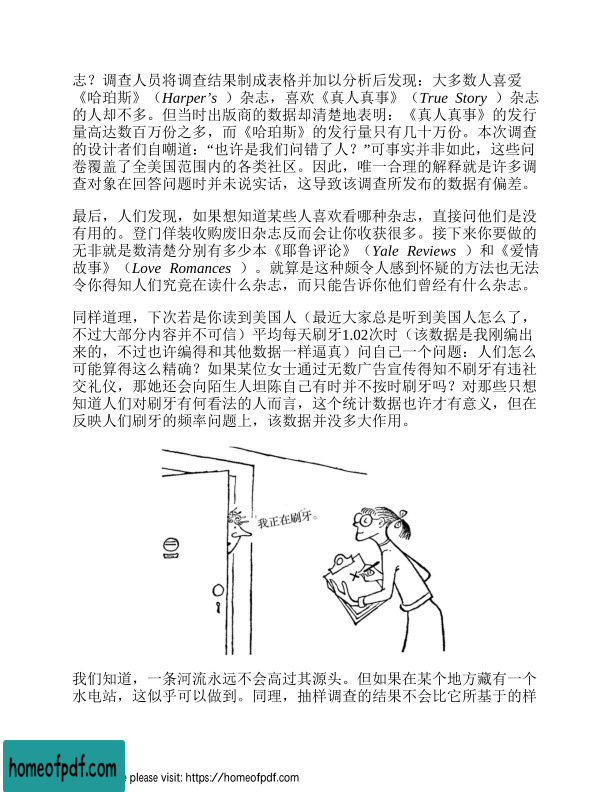 志？调查人员将调查结果制成表格并加以分析后发现：大多数人喜爱
《哈珀斯》（Harper's ）杂志，喜欢《真人真事》（True Story ）杂志
的人却不多。但当时出版商的数据却清楚地表明：《真人真事》的发行
量高达数百万份之多，而《哈珀斯》的发行量只有几十万份。本次调查
的设计者们自嘲道：“也许是我们问错了人？”可事实并非如此，这些问
卷覆盖了全美国范围内的各类社区。因此，唯一合理的解释就是许多调
查对象在回答问题时并未说实话，这导致该调查所发布的数据有偏差。
最后，人们发现，如果想知道某些人喜欢看哪种杂志，直接问他们是没
有用的。登门佯装收购废旧杂志反而会让你收获很多。接下来你要做的
无非就是数清楚分别有多少本《耶鲁评论》（Yale Reviews ）和《爱情
故事》（Love Romances ）。就算是这种颇令人感到怀疑的方法也无法
令你得知人们究竟在读什么杂志，而只能告诉你他们曾经有什么杂志。
同样道理，下次若是你读到美国人（最近大家总是听到美国人怎么了，
不过大部分内容并不可信）平均每天刷牙1.02次时（该数据是我刚编出
来的，不过也许编得和其他数据一样逼真）问自己一个问题：人们怎么
可能算得这么精确？如果某位女士通过无数广告宣传得知不刷牙有违社
交礼仪，那她还会向陌生人坦陈自己有时并不按时刷牙吗？对那些只想
知道人们对刷牙有何看法的人而言，这个统计数据也许才有意义，但在
反映人们刷牙的频率问题上，该数据并没多大作用。
我正在刷牙。
我们知道，一条河流永远不会高过其源头。但如果在某个地方藏有一个
水电站，这似乎可以做到。同理，抽样调查的结果不会比它所基于的样
homeofpdf.com
e please visit: https://homeofpdf.com